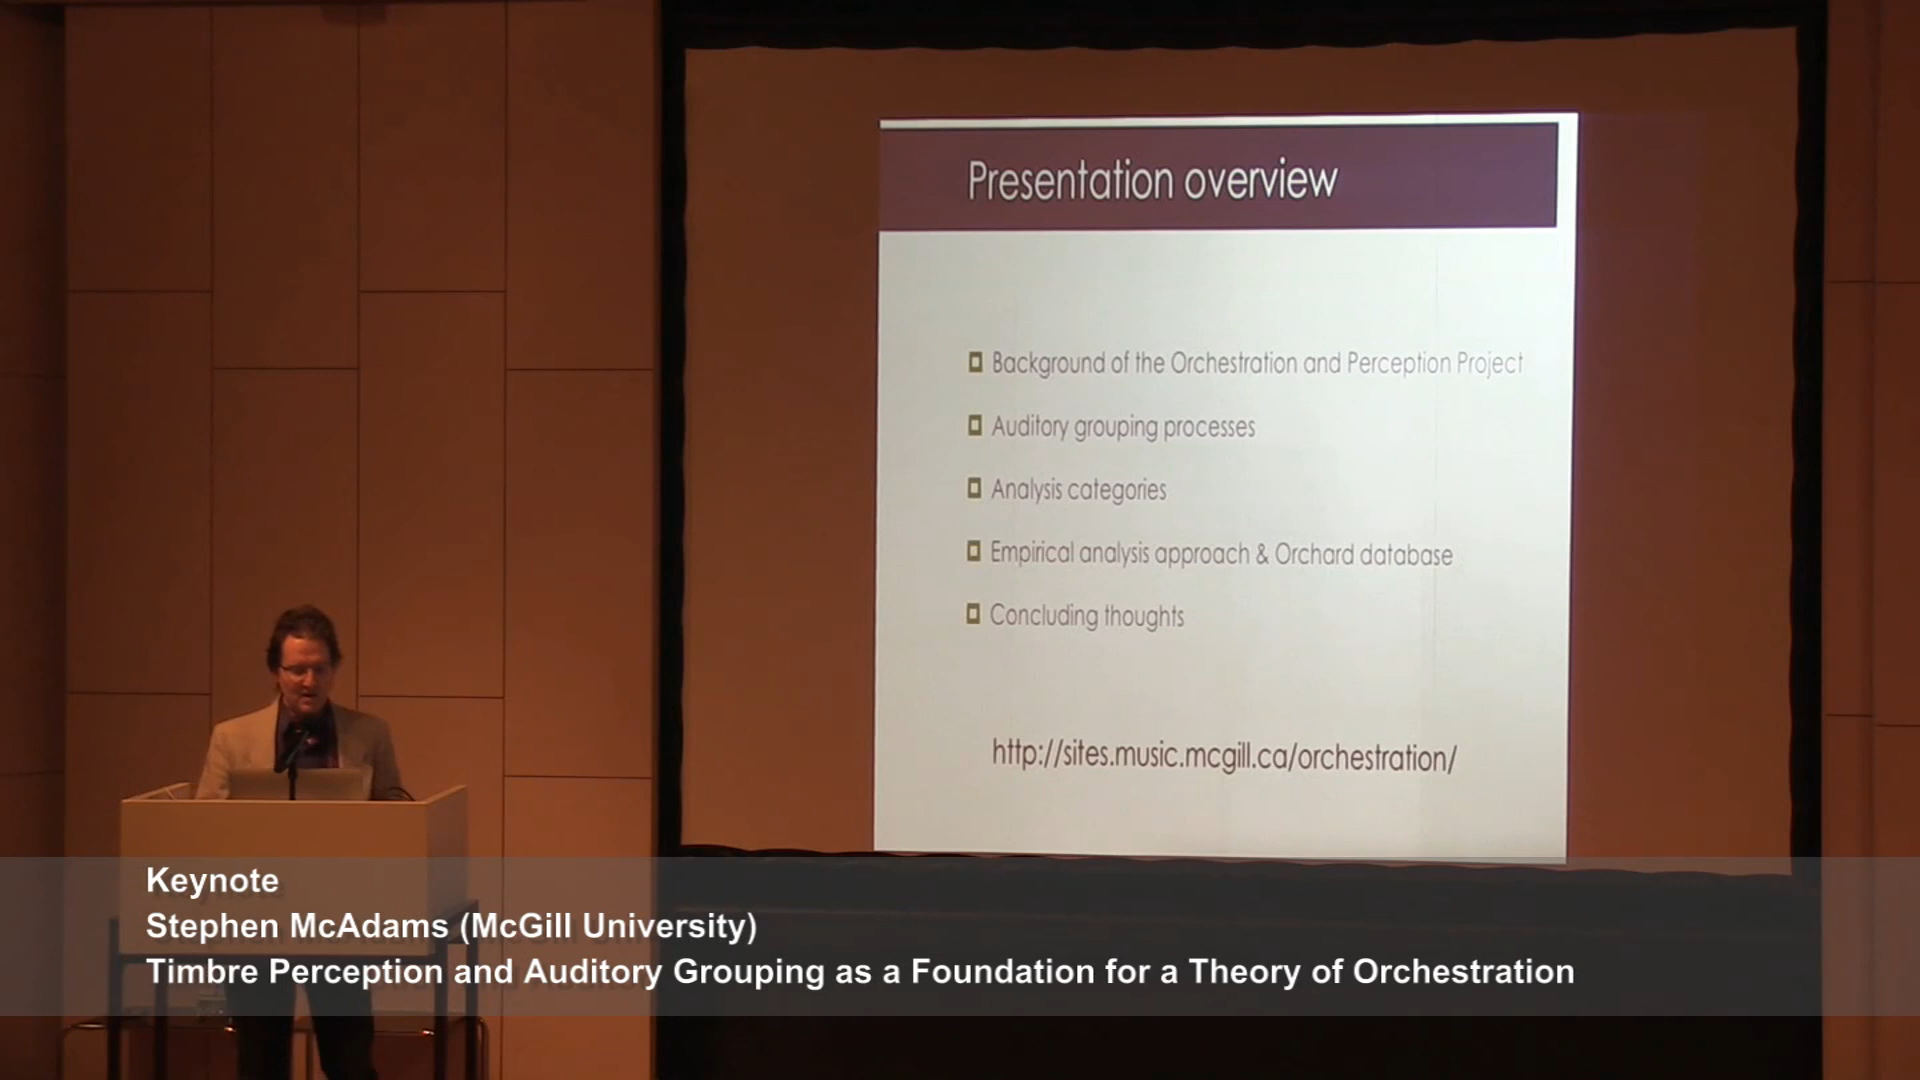 Presentation overview
Background of the Orchestration and Perception Project
Auditory grouping processes
Analysis categories
Empirical analysis approach & Orchard database
Concluding thoughts
http://sites.music.mcgill.ca/orchestration/
Keynote
Stephen McAdams (McGill University)
Timbre Perception and Auditory Grouping as a Foundation for a Theory of Orchestration